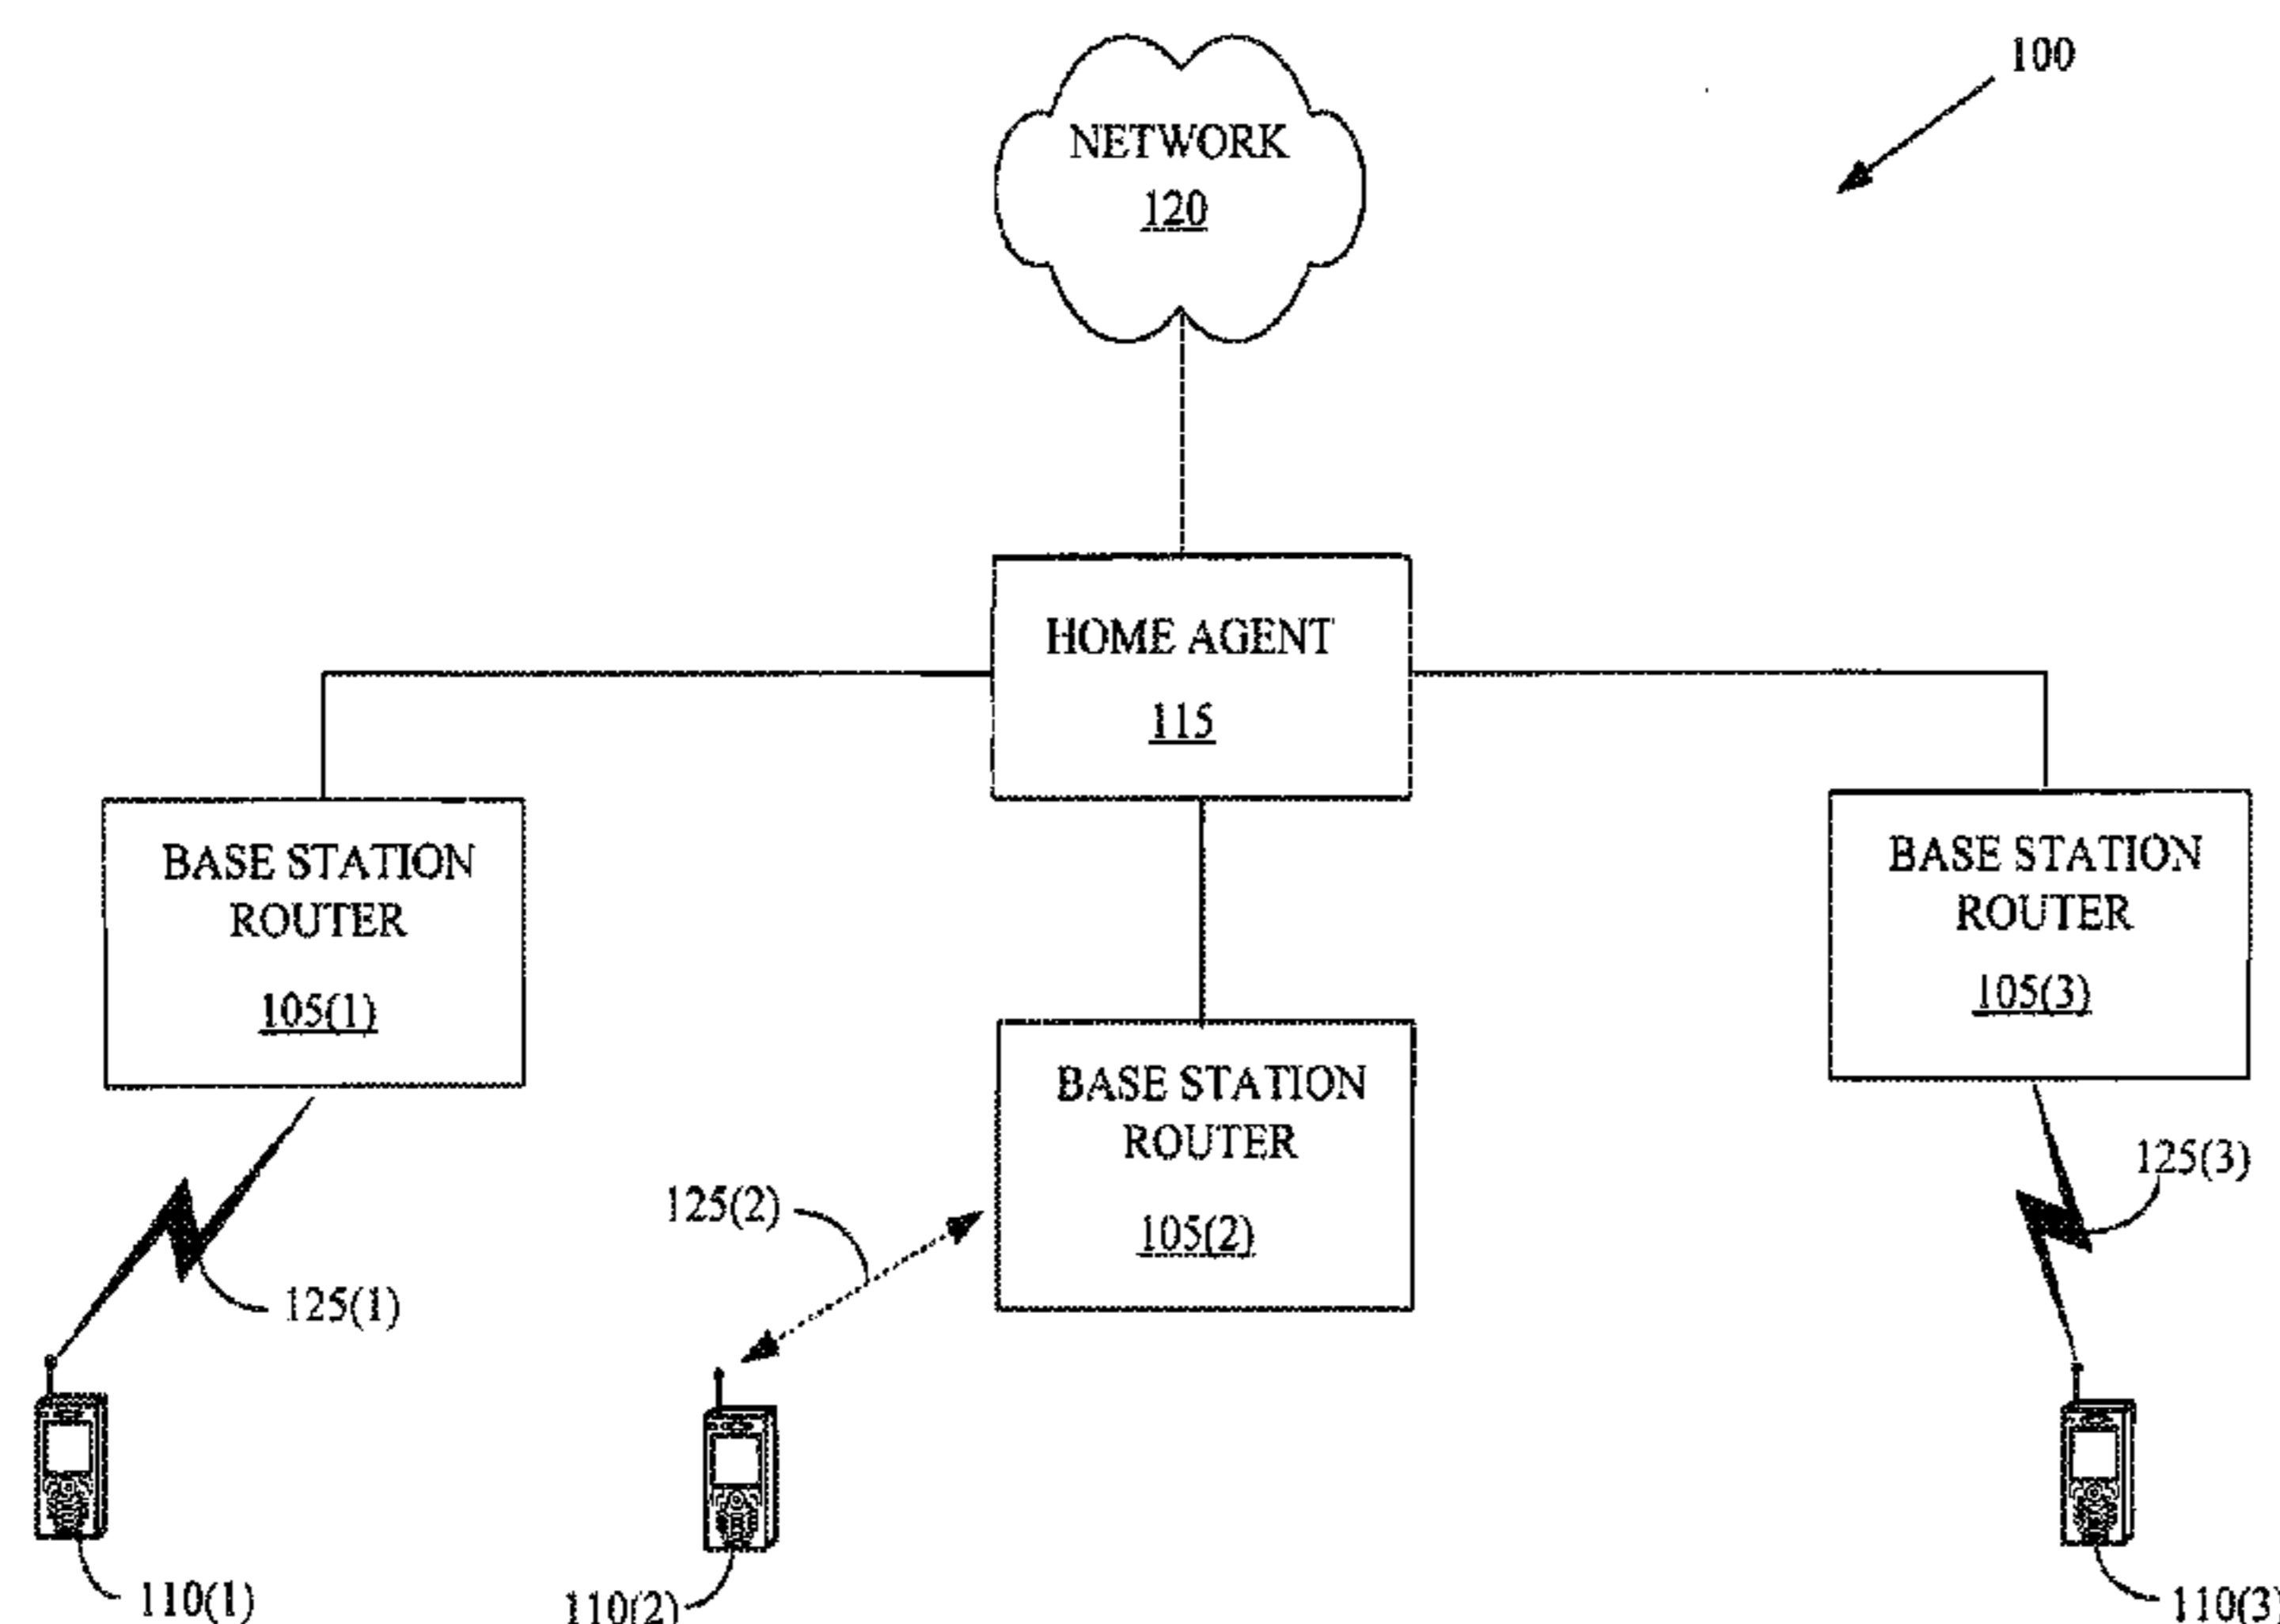 100
NETWORK
120
HOME AGENT
115
BASE STATION
ROUTER
105(1)
BASE STATION
ROUTER
105(3)
BASE STATION
ROUTER
105(2)
125(1)
125(2)
125(3)
110(1)
110(2)
110(3)